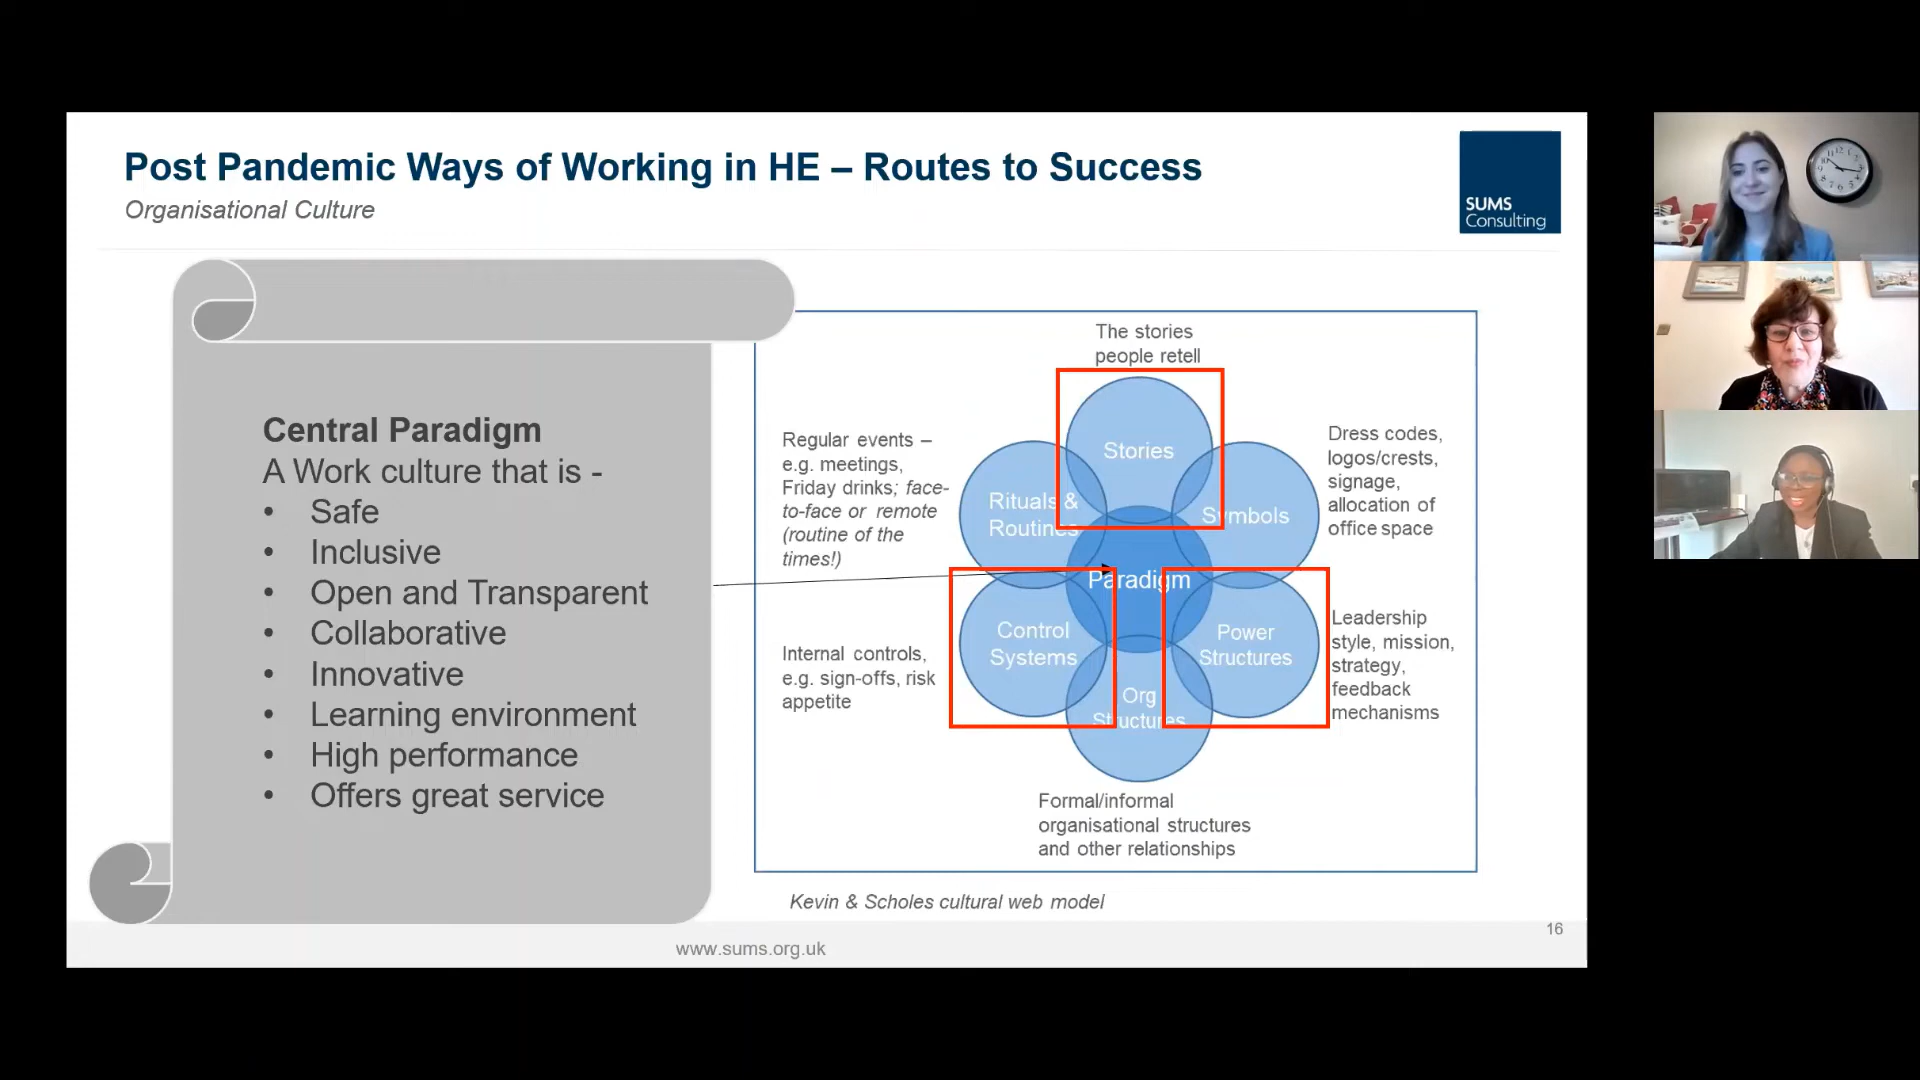 Post Pandemic Ways of Working in HE – Routes to Success
Organisational Culture
SUMS
Consulting
Central Paradigm
A Work culture that is -
• Safe
• Inclusive
• Open and Transparent
• Collaborative
• Innovative
• Learning environment
• High performance
• Offers great service
The stories
people retell
Stories
Regular events –
e.g. meetings,
Friday drinks; face-
to-face or remote
(routine of the
times!)
Rituals &
Routines
Symbols
Dress codes,
logos/crests,
signage,
allocation of
office space
Paradigm
Internal controls,
e.g. sign-offs, risk
appetite
Control
Systems
Power
Structures
Leadership
style, mission,
strategy,
feedback
mechanisms
Org
Structures
Formal/informal
organisational structures
and other relationships
Kevin & Scholes cultural web model
16
www.sums.org.uk